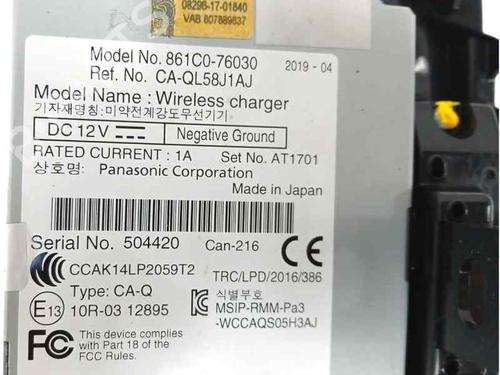 08296-17-01840
VAB 807889837
Model No. 861C0-76030
2019 - 04
Ref. No. CA-QL58J1AJ
Model Name : Wireless charger
기자재명칭:미약전계강도무선기기
DC 12V
Negative Ground
RATED CURRENT : 1A Set No. AT1701
상호명: Panasonic Corporation
Made in Japan
Serial No. 504420 Can-216
CE
CCAK14LP2059T2 TRC/LPD/2016/386
E13 Type: CA-Q
10R-03 12895
식별부호
MSIP-RMM-Pa3
-WCCAQS05H3AJ
FC This device complies
with Part 18 of the
FCC Rules.